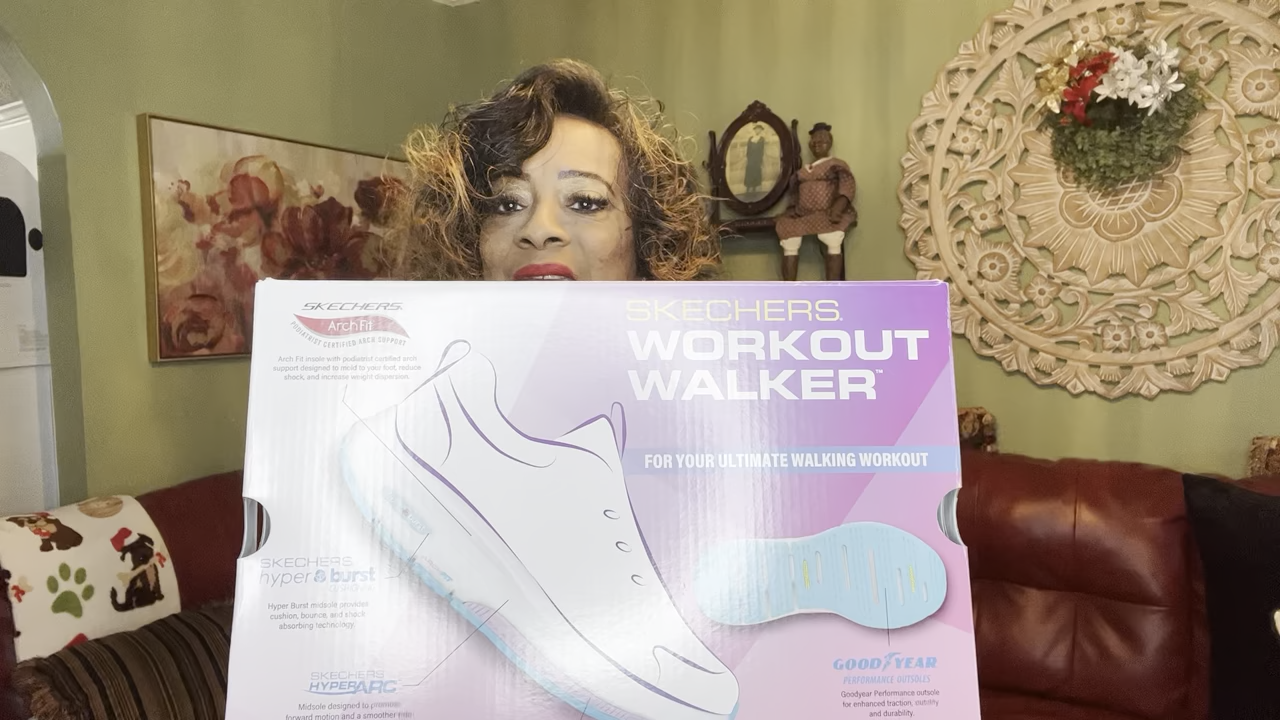 SKECHERS
Arch Fit
PODIATRIST CERTIFIED ARCH SUPPORT
Arch Fit insole with podiatrist certified arch
support designed to mold to your foot, reduce
shock, and increase weight dispersion.
SKECHERS.
WORKOUT
WALKER™
FOR YOUR ULTIMATE WALKING WORKOUT
SKECHERS
hyper burst
Hyper Burst midsole provides
cushion, bounce, and shock
absorbing technology.
SKECHERS
HYPER ARC
Midsole designed to promote
forward motion and a smoother
GOODYEAR
PERFORMANCE OUTSOLES
Goodyear Performance outsole
for enhanced traction, stability
and durability.